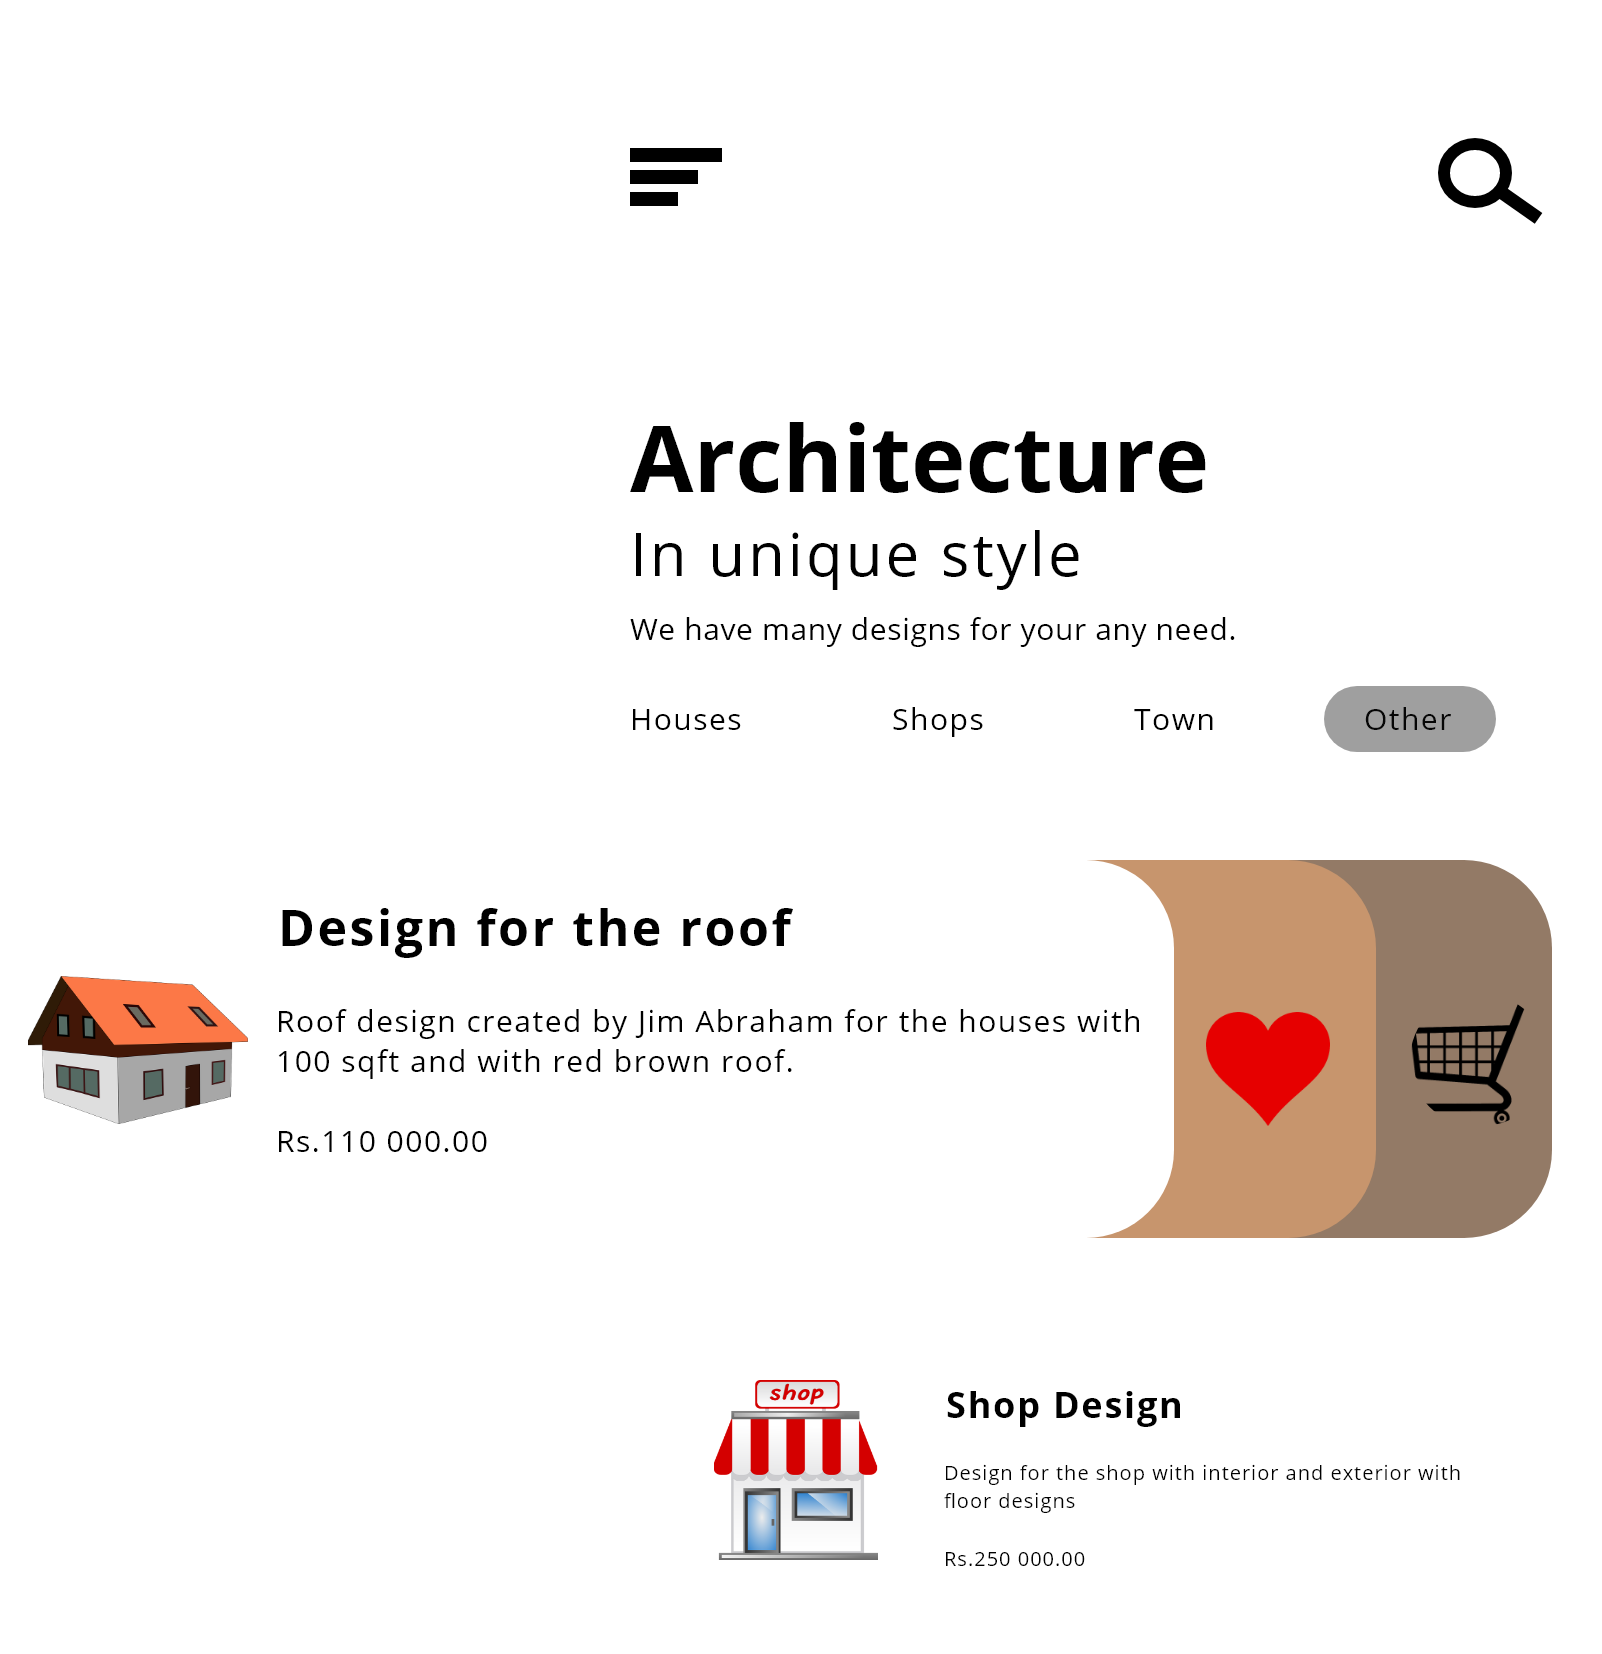 Architecture
In unique style
We have many designs for your any need.
Houses Shops Town Other
Design for the roof
Roof design created by Jim Abraham for the houses with
100 sqft and with red brown roof.
Rs.110 000.00
shop
Shop Design
Design for the shop with interior and exterior with
floor designs
Rs.250 000.00